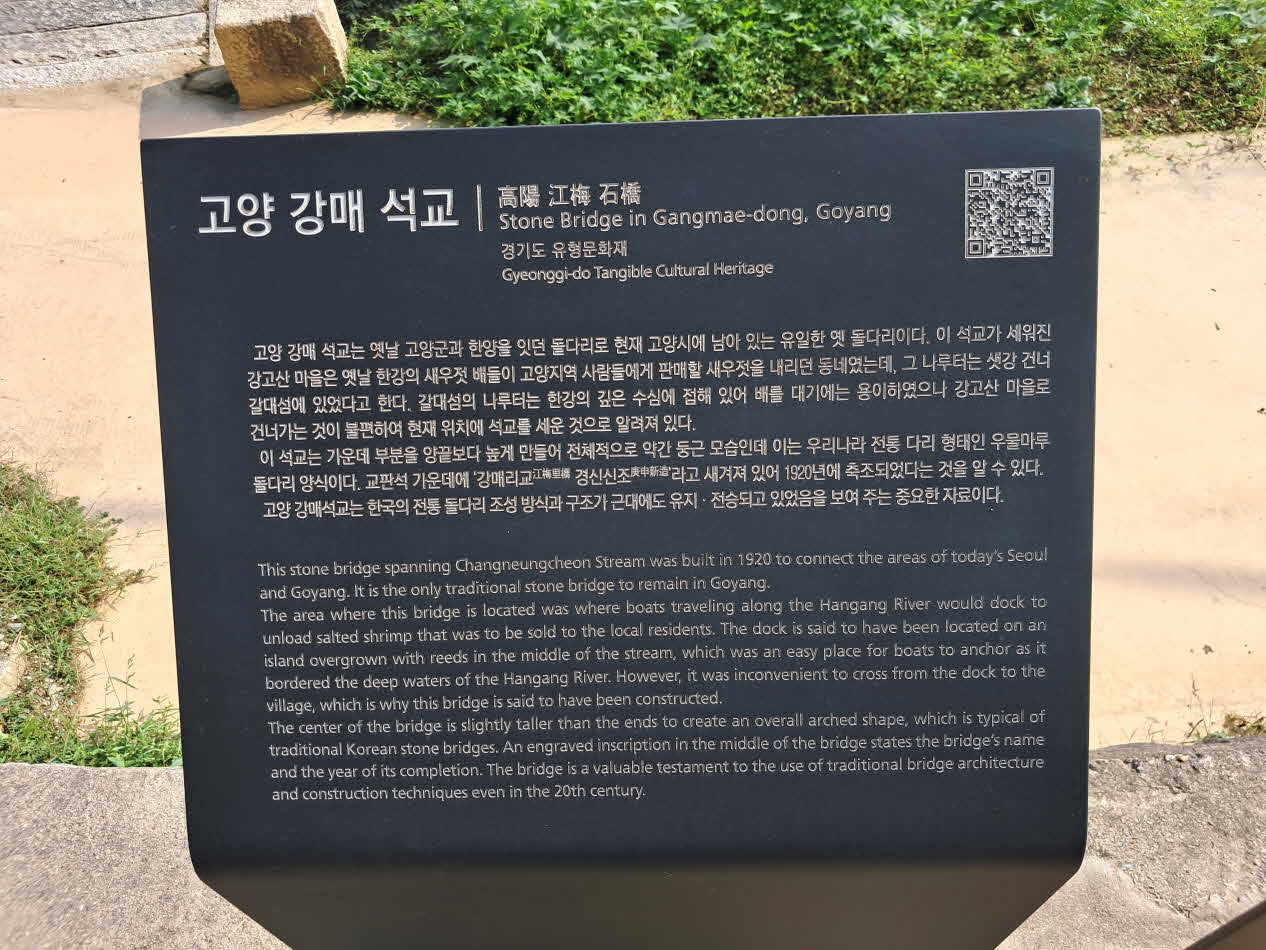 고양 강매 석교
高陽 江梅 石橋
Stone Bridge in Gangmae-dong, Goyang
경기도 유형문화재
Gyeonggi-do Tangible Cultural Heritage
고양 강매 석교는 옛날 고양군과 한양을 잇던 돌다리로 현재 고양시에 남아 있는 유일한 옛 돌다리이다. 이 석교가 세워진
강고산 마을은 옛날 한강의 새우젓 배들이 고양지역 사람들에게 판매할 새우젓을 내리던 동네였는데, 그 나루터는 샛강 건너
갈대섬에 있었다고 한다. 갈대섬의 나루터는 한강의 깊은 수심에 접해 있어 배를 대기에는 용이하였으나 강고산 마을로
건너가는 것이 불편하여 현재 위치에 석교를 세운 것으로 알려져 있다.
이 석교는 가운데 부분을 양끝보다 높게 만들어 전체적으로 약간 둥근 모습인데 이는 우리나라 전통 다리 형태인 우물마루
돌다리 양식이다. 교판석 가운데에 '강매리교江梅里橋 경신신조庚申新造'라고 새겨져 있어 1920년에 축조되었다는 것을 알 수 있다.
고양 강매석교는 한국의 전통 돌다리 조성 방식과 구조가 근대에도 유지 · 전승되고 있었음을 보여 주는 중요한 자료이다.
This stone bridge spanning Changneungcheon Stream was built in 1920 to connect the areas of today's Seoul
and Goyang. It is the only traditional stone bridge to remain in Goyang.
The area where this bridge is located was where boats traveling along the Hangang River would dock to
unload salted shrimp that was to be sold to the local residents. The dock is said to have been located on an
island overgrown with reeds in the middle of the stream, which was an easy place for boats to anchor as it
bordered the deep waters of the Hangang River. However, it was inconvenient to cross from the dock to the
village, which is why this bridge is said to have been constructed.
The center of the bridge is slightly taller than the ends to create an overall arched shape, which is typical of
traditional Korean stone bridges. An engraved inscription in the middle of the bridge states the bridge's name
and the year of its completion. The bridge is a valuable testament to the use of traditional bridge architecture
and construction techniques even in the 20th century.